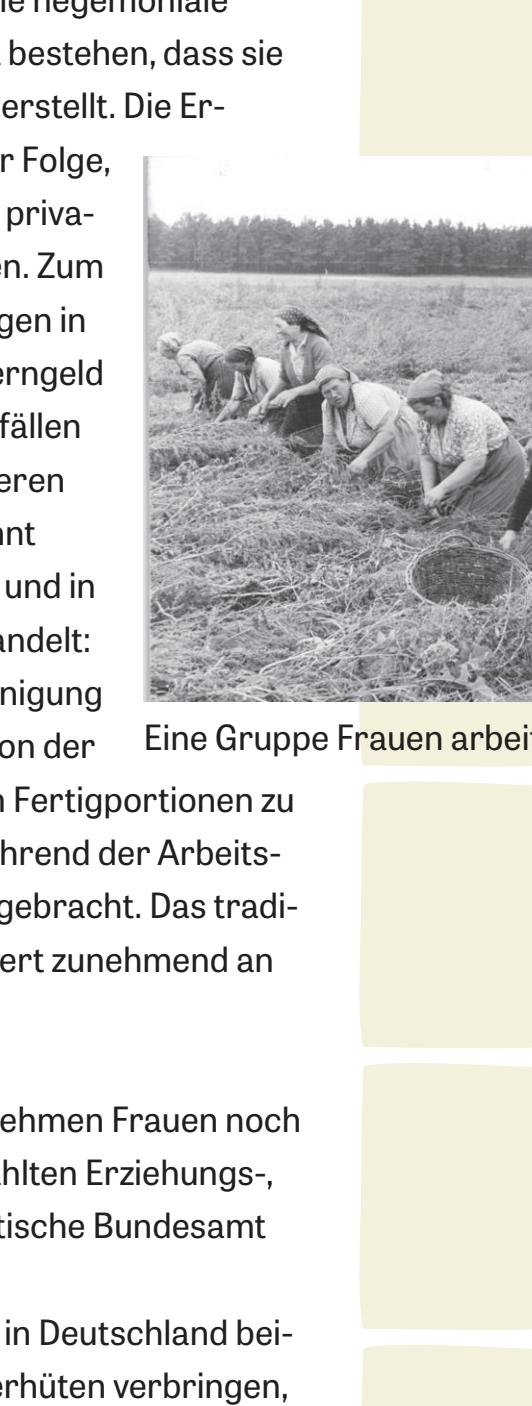 ne hegemoniale
bestehen, dass sie
erstellt. Die Er-
r Folge,
priva-
en. Zum
gen in
erngeld
fällen
eren
nnt
und in
andelt:
nigung
on der
Eine Gruppe Frauen arbeit
n Fertigportionen zu
hrend der Arbeits-
gebracht. Das tradi-
ert zunehmend an
ehmen Frauen noch
hlten Erziehungs-,
tische Bundesamt
in Deutschland bei-
erhüten verbringen,